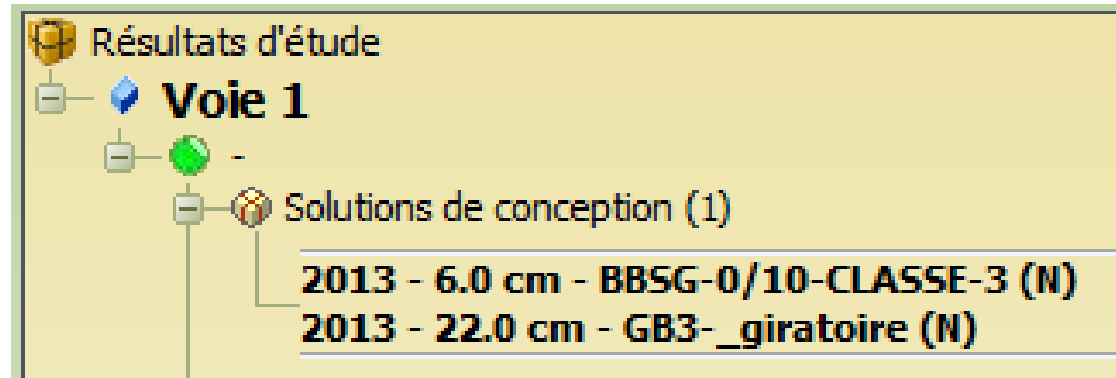 Résultats d'étude
Voie 1
-
Solutions de conception (1)
2013 - 6.0 cm - BBSG-0/10-CLASSE-3 (N)
2013 - 22.0 cm - GB3-_giratoire (N)